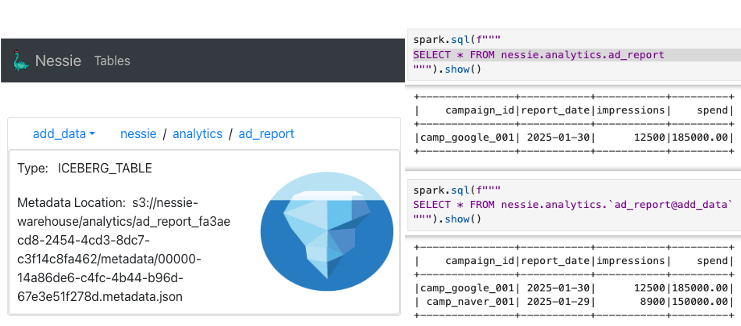 Nessie Tables
add_data nessie / analytics / ad_report
Type: ICEBERG_TABLE
Metadata Location: s3://nessie-
warehouse/analytics/ad_report_fa3ae
cd8-2454-4cd3-8dc7-
c3f14c8fa462/metadata/00000-
14a86de6-c4fc-4b44-b96d-
67e3e51f278d.metadata.json
spark.sql(f"""
SELECT * FROM nessie.analytics.ad_report
""").show()
+---------------+-----------+-----------+---------+
|    campaign_id|report_date|impressions|    spend|
+---------------+-----------+-----------+---------+
|camp_google_001| 2025-01-30|      12500|185000.00|
+---------------+-----------+-----------+---------+
spark.sql(f"""
SELECT * FROM nessie.analytics.`ad_report@add_data`
""").show()
+---------------+-----------+-----------+---------+
|    campaign_id|report_date|impressions|    spend|
+---------------+-----------+-----------+---------+
|camp_google_001| 2025-01-30|      12500|185000.00|
| camp_naver_001| 2025-01-29|       8900|150000.00|
+---------------+-----------+-----------+---------+